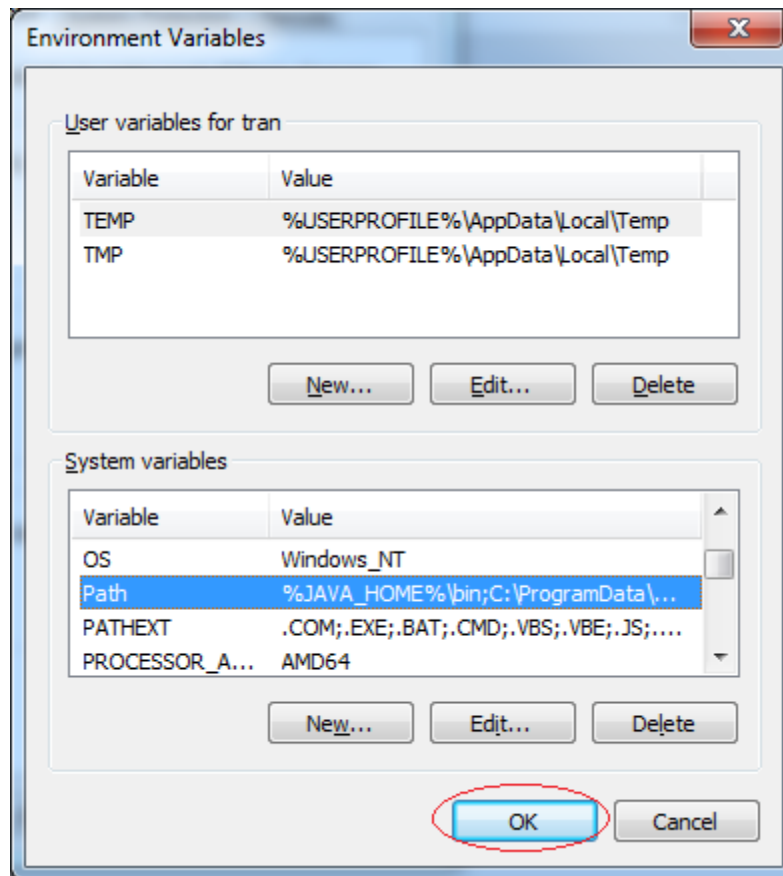 Environment Variables
User variables for tran
Variable Value
TEMP %USERPROFILE%\AppData\Local\Temp
TMP %USERPROFILE%\AppData\Local\Temp
New... Edit... Delete
System variables
Variable Value
OS Windows_NT
Path %JAVA_HOME%\bin;C:\ProgramData\...
PATHEXT .COM;.EXE;.BAT;.CMD;.VBS;.VBE;.JS;....
PROCESSOR_A... AMD64
New... Edit... Delete
OK Cancel